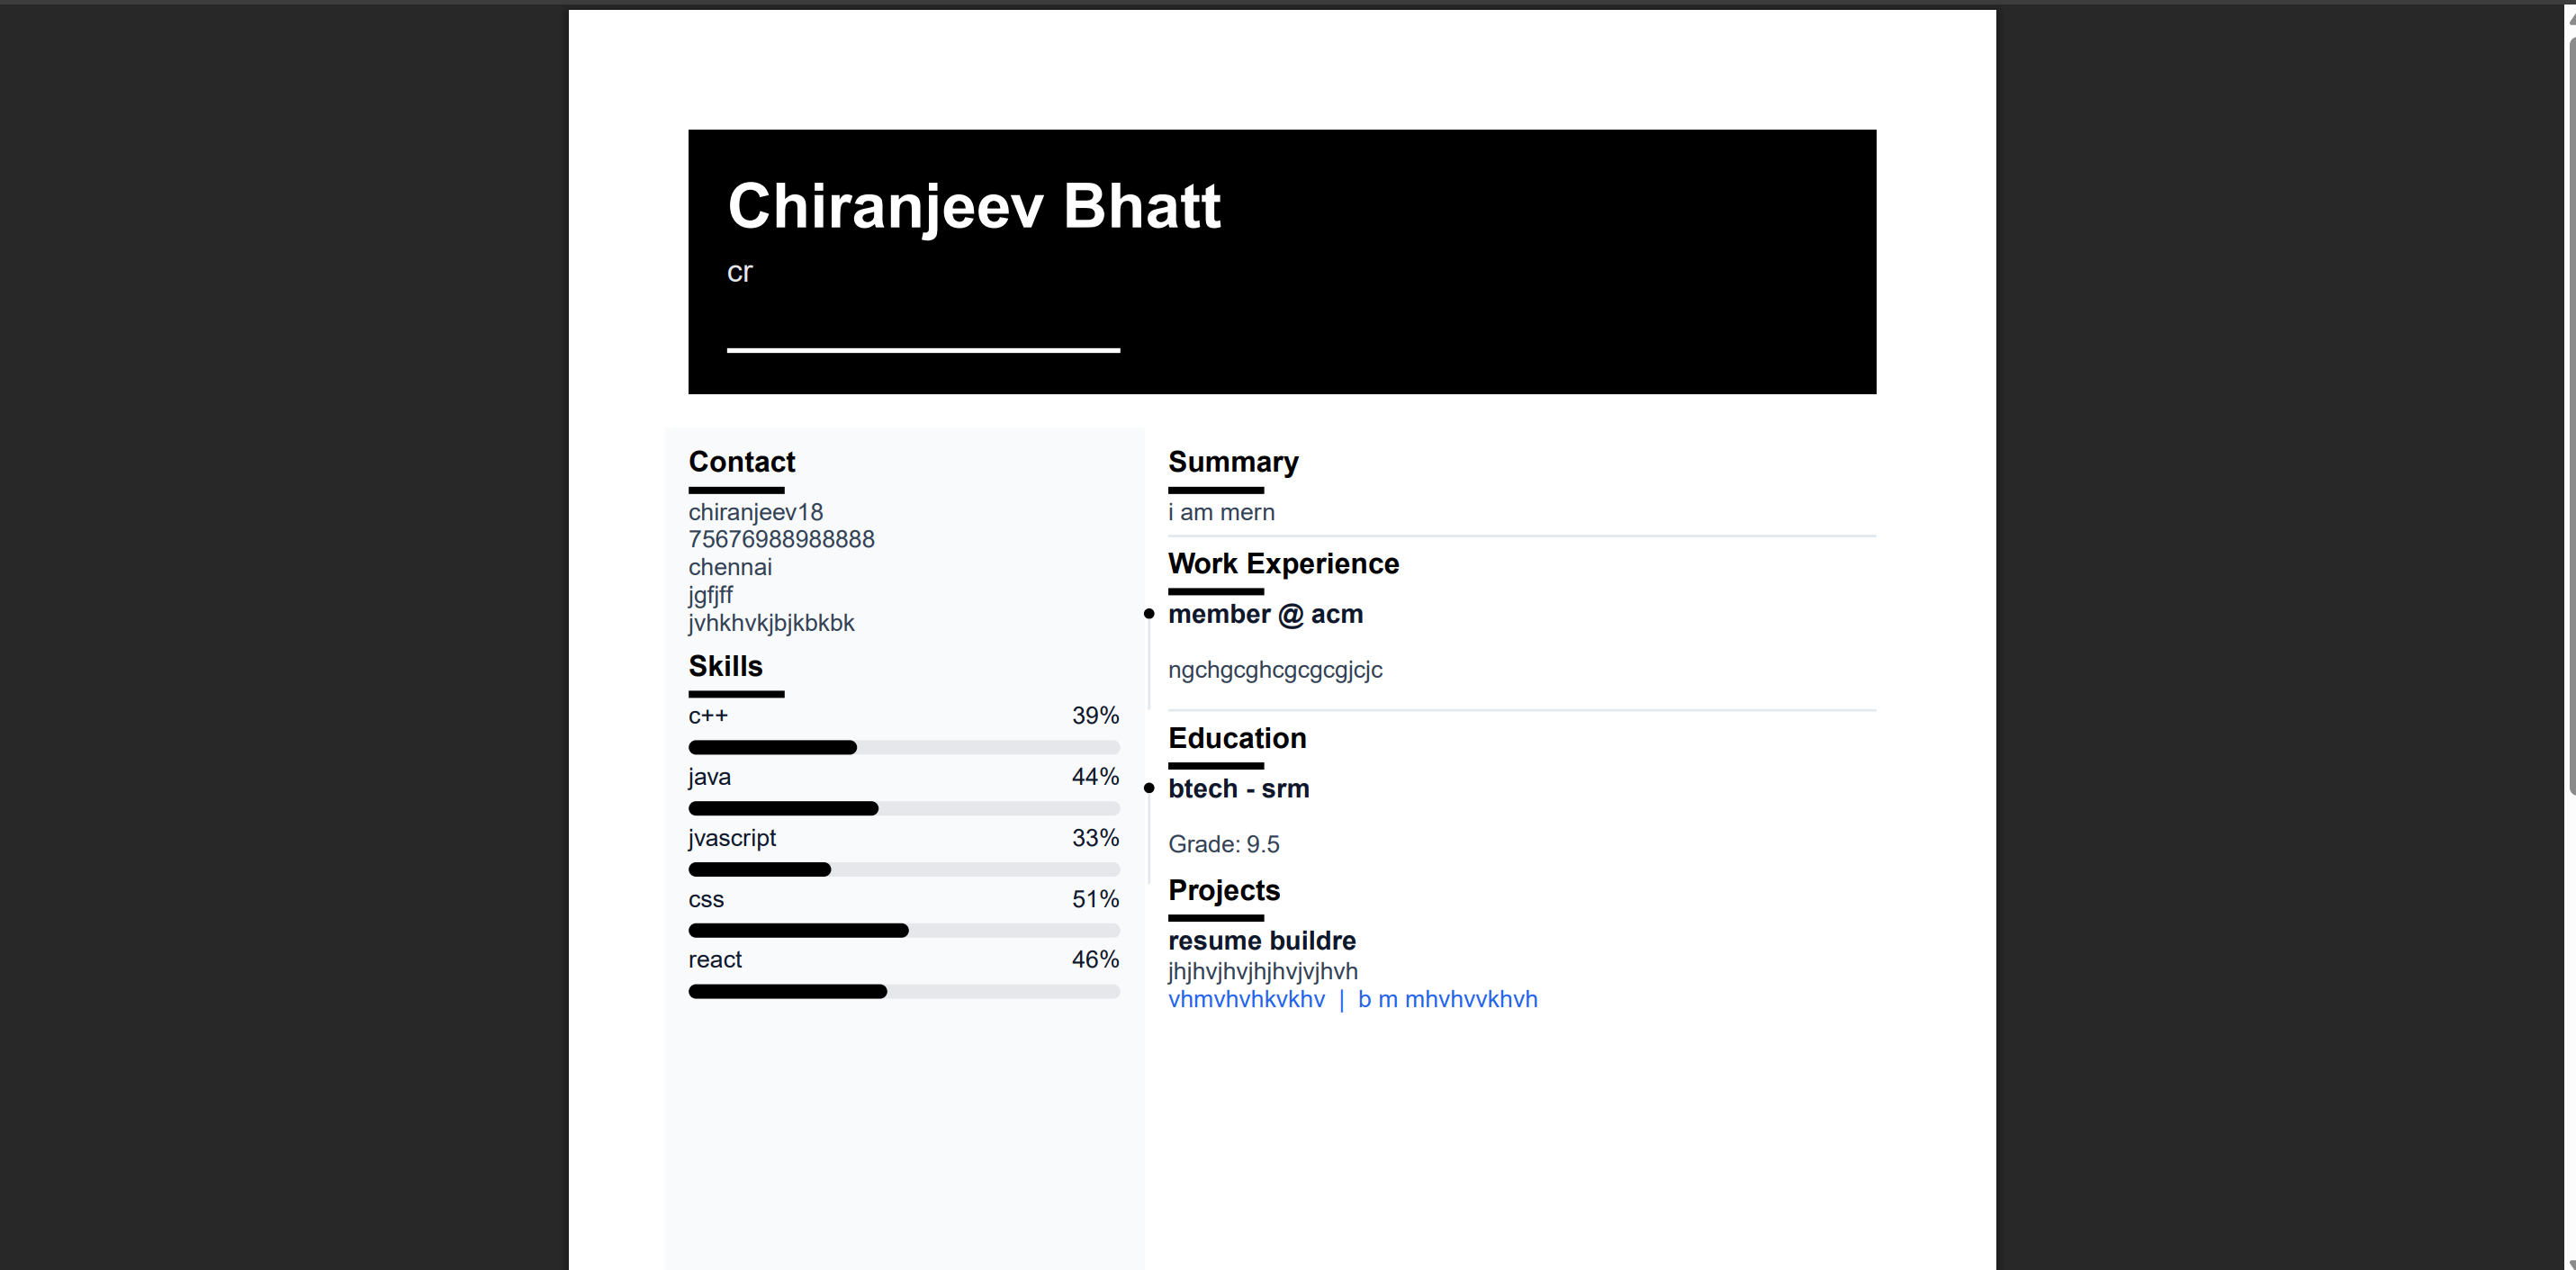 Chiranjeev Bhatt
cr
Contact
chiranjeev18
75676988988888
chennai
jgfjff
jvhkhvkjbjkbkbk
Skills
c++ 39%
java 44%
jvascript 33%
css 51%
react 46%
Summary
i am mern
Work Experience
member @ acm
ngchgcghcgcgcgjcjc
Education
btech - srm
Grade: 9.5
Projects
resume buildre
jhjhvjhvjhjhvjvjhvh
vhmvhvhkvkhv | b m mhvhvvkhvh